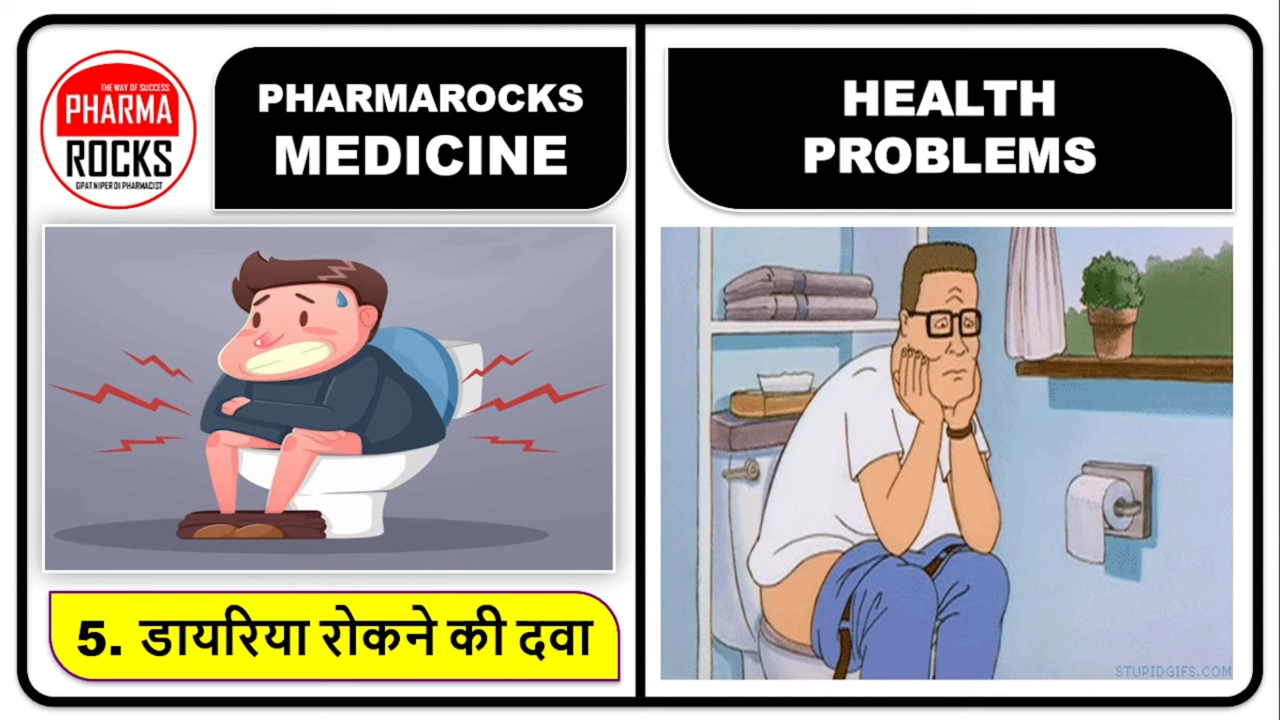 THE WAY OF SUCCESS
PHARMA
ROCKS
GPAT NIPER DI PHARMACIST
PHARMAROCKS
MEDICINE
HEALTH
PROBLEMS
5. डायरिया रोकने की दवा
STUPIDGIFS.COM